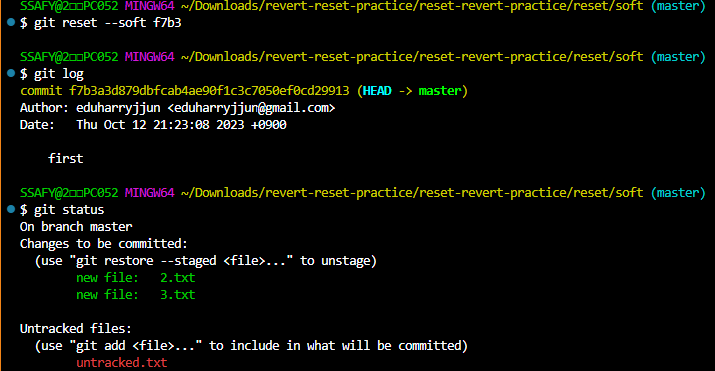 SSAFY@2□□PC052 MINGW64 ~/Downloads/revert-reset-practice/reset-revert-practice/reset/soft (master)
$ git reset --soft f7b3
SSAFY@2□□PC052 MINGW64 ~/Downloads/revert-reset-practice/reset-revert-practice/reset/soft (master)
$ git log
commit f7b3a3d879dbfcab4ae90f1c3c7050ef0cd29913 (HEAD -> master)
Author: eduharryjjun <eduharryjjun@gmail.com>
Date:   Thu Oct 12 21:23:08 2023 +0900
    first
SSAFY@2□□PC052 MINGW64 ~/Downloads/revert-reset-practice/reset-revert-practice/reset/soft (master)
$ git status
On branch master
Changes to be committed:
  (use "git restore --staged <file>..." to unstage)
        new file:   2.txt
        new file:   3.txt
Untracked files:
  (use "git add <file>..." to include in what will be committed)
        untracked.txt